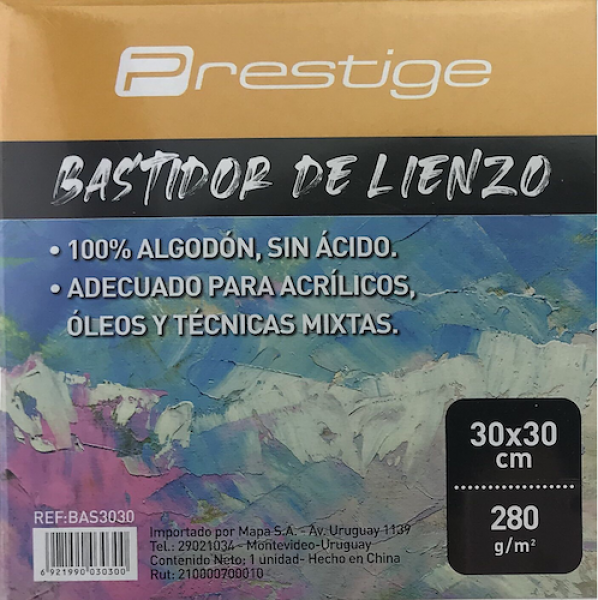 Prestige
BASTIDOR DE LIENZO
• 100% ALGODÓN, SIN ÁCIDO.
• ADECUADO PARA ACRÍLICOS,
ÓLEOS Y TÉCNICAS MIXTAS.
30x30
cm
280
g/m²
REF:BAS3030
6 921990 030300
Importado por Mapa S.A. - Av. Uruguay 1139
Tel.: 29021034 - Montevideo-Uruguay
Contenido Neto; 1 unidad- Hecho en China
Rut: 210000700010